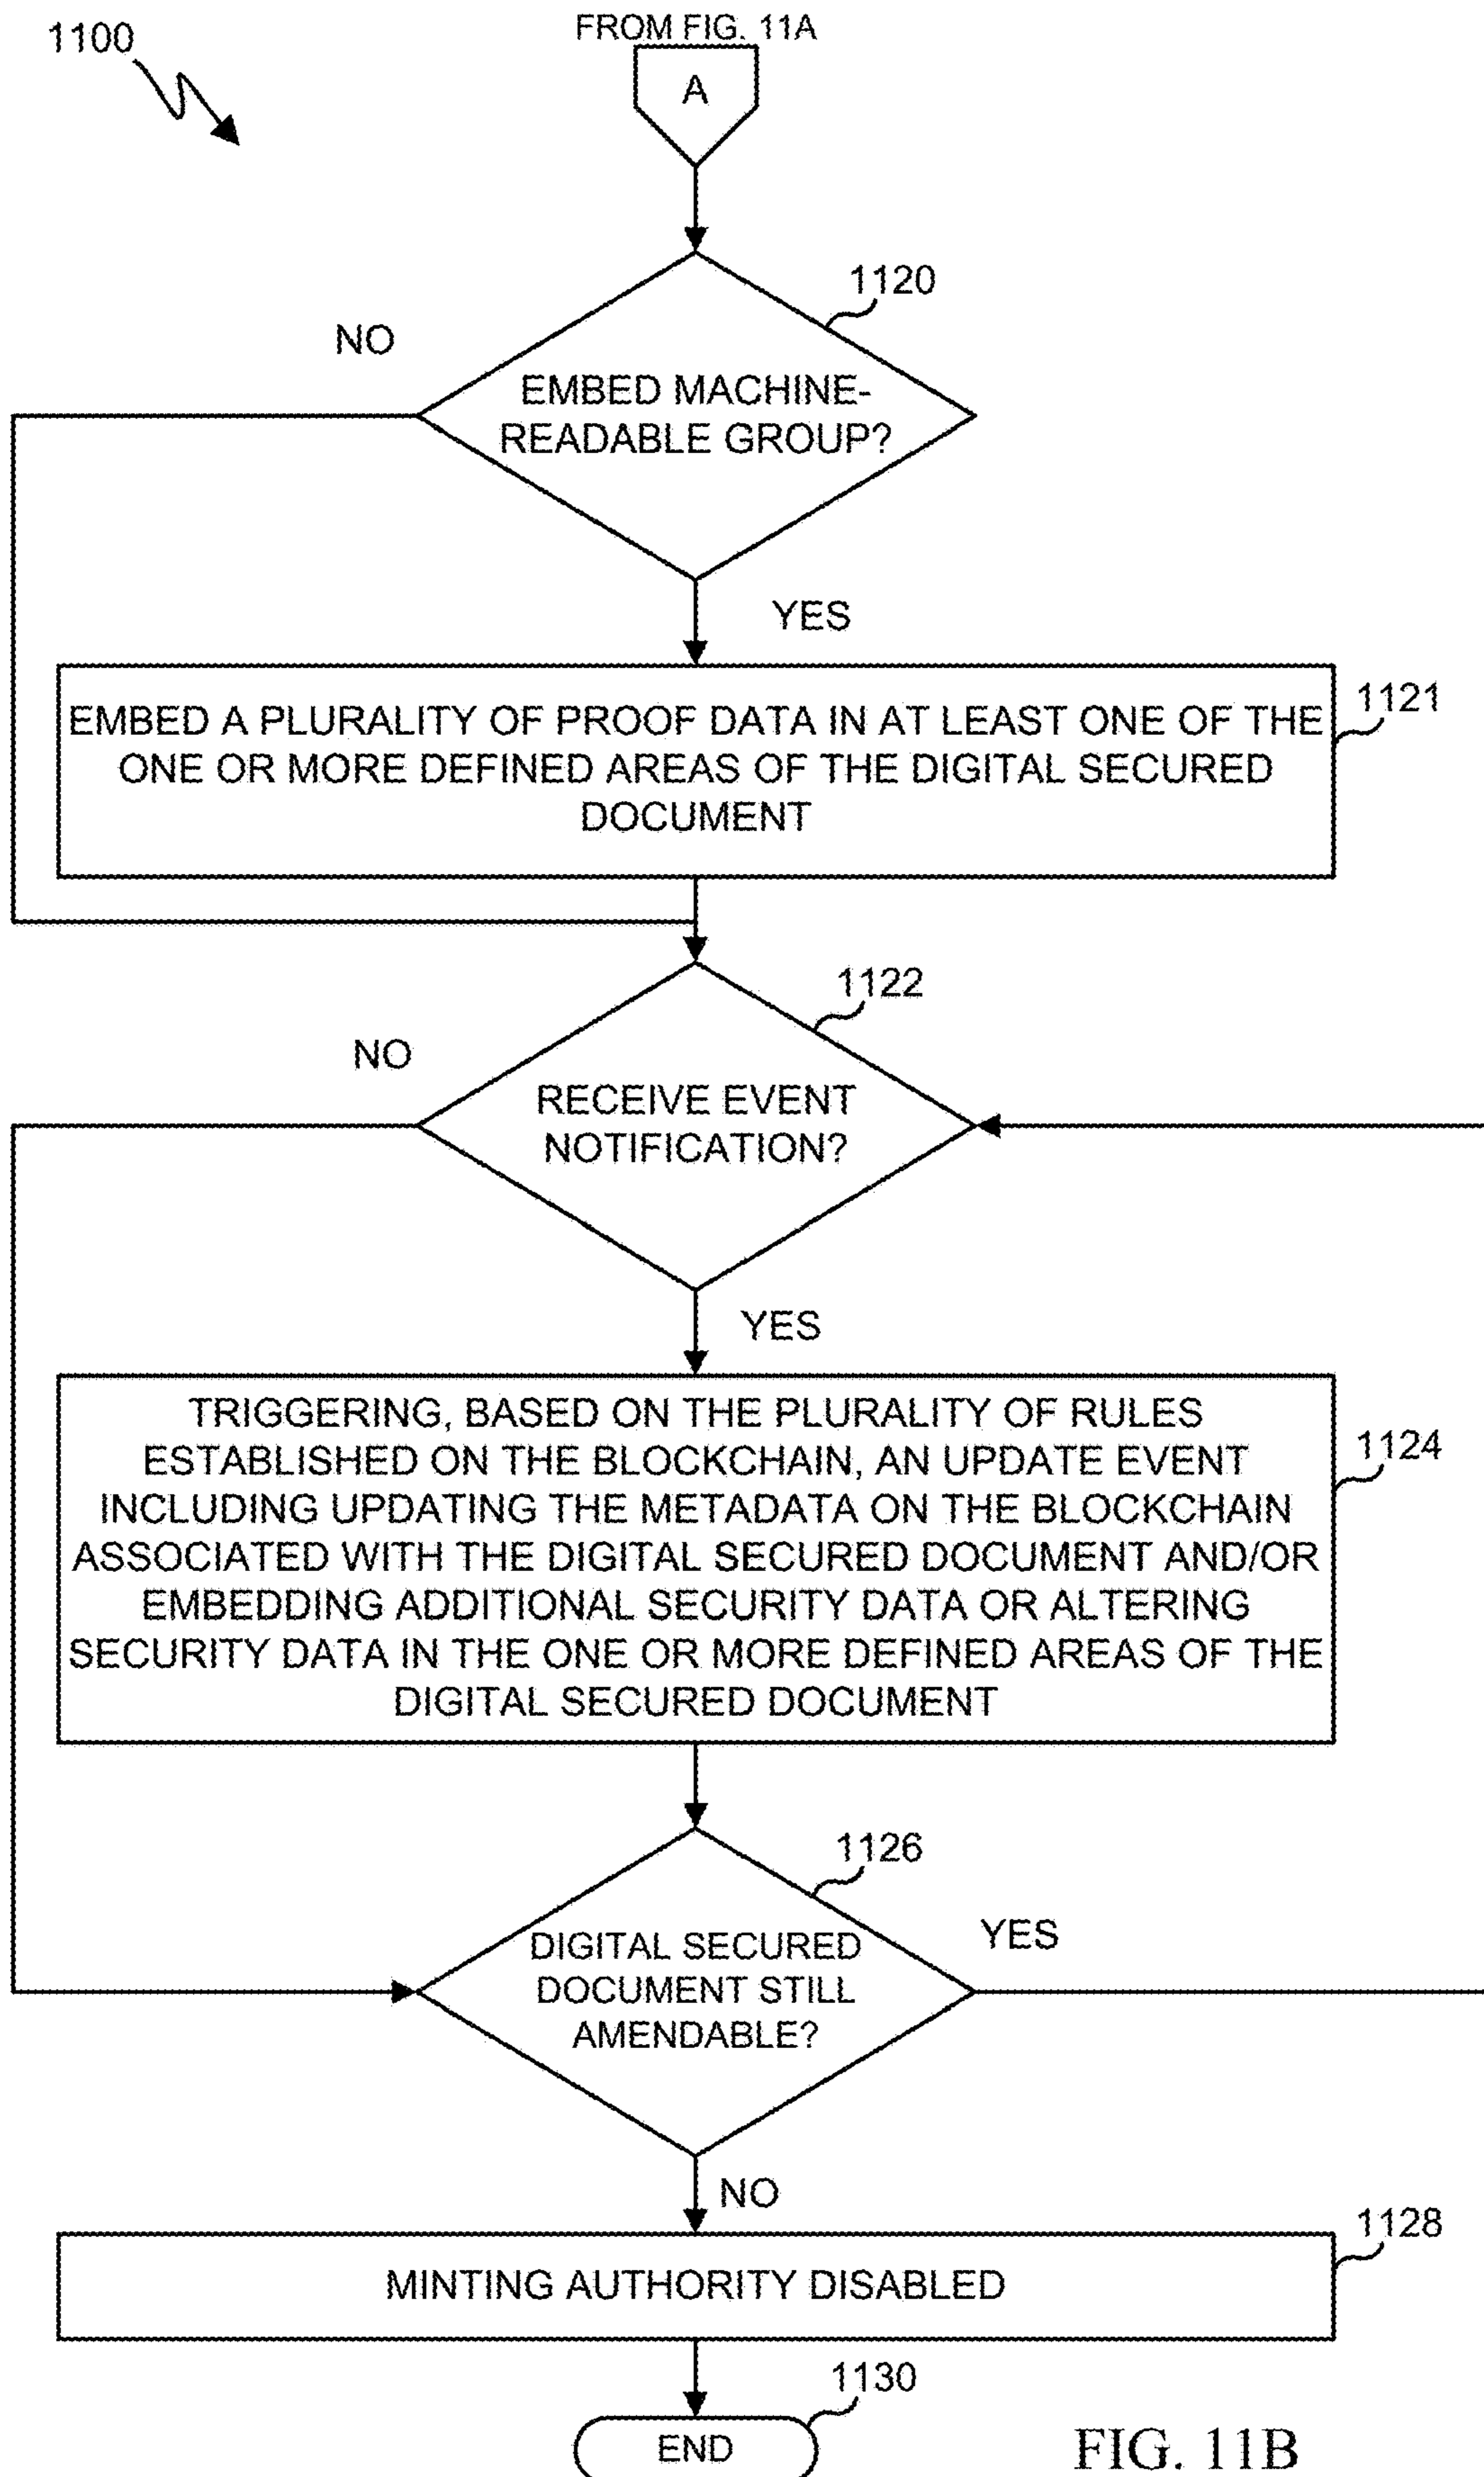 FROM FIG. 11A
1100
A
1120
NO
EMBED MACHINE-
READABLE GROUP?
YES
1121
EMBED A PLURALITY OF PROOF DATA IN AT LEAST ONE OF THE
ONE OR MORE DEFINED AREAS OF THE DIGITAL SECURED
DOCUMENT
1122
NO
RECEIVE EVENT
NOTIFICATION?
YES
1124
TRIGGERING, BASED ON THE PLURALITY OF RULES
ESTABLISHED ON THE BLOCKCHAIN, AN UPDATE EVENT
INCLUDING UPDATING THE METADATA ON THE BLOCKCHAIN
ASSOCIATED WITH THE DIGITAL SECURED DOCUMENT AND/OR
EMBEDDING ADDITIONAL SECURITY DATA OR ALTERING
SECURITY DATA IN THE ONE OR MORE DEFINED AREAS OF THE
DIGITAL SECURED DOCUMENT
1126
YES
DIGITAL SECURED
DOCUMENT STILL
AMENDABLE?
NO
1128
MINTING AUTHORITY DISABLED
1130
END
FIG. 11B